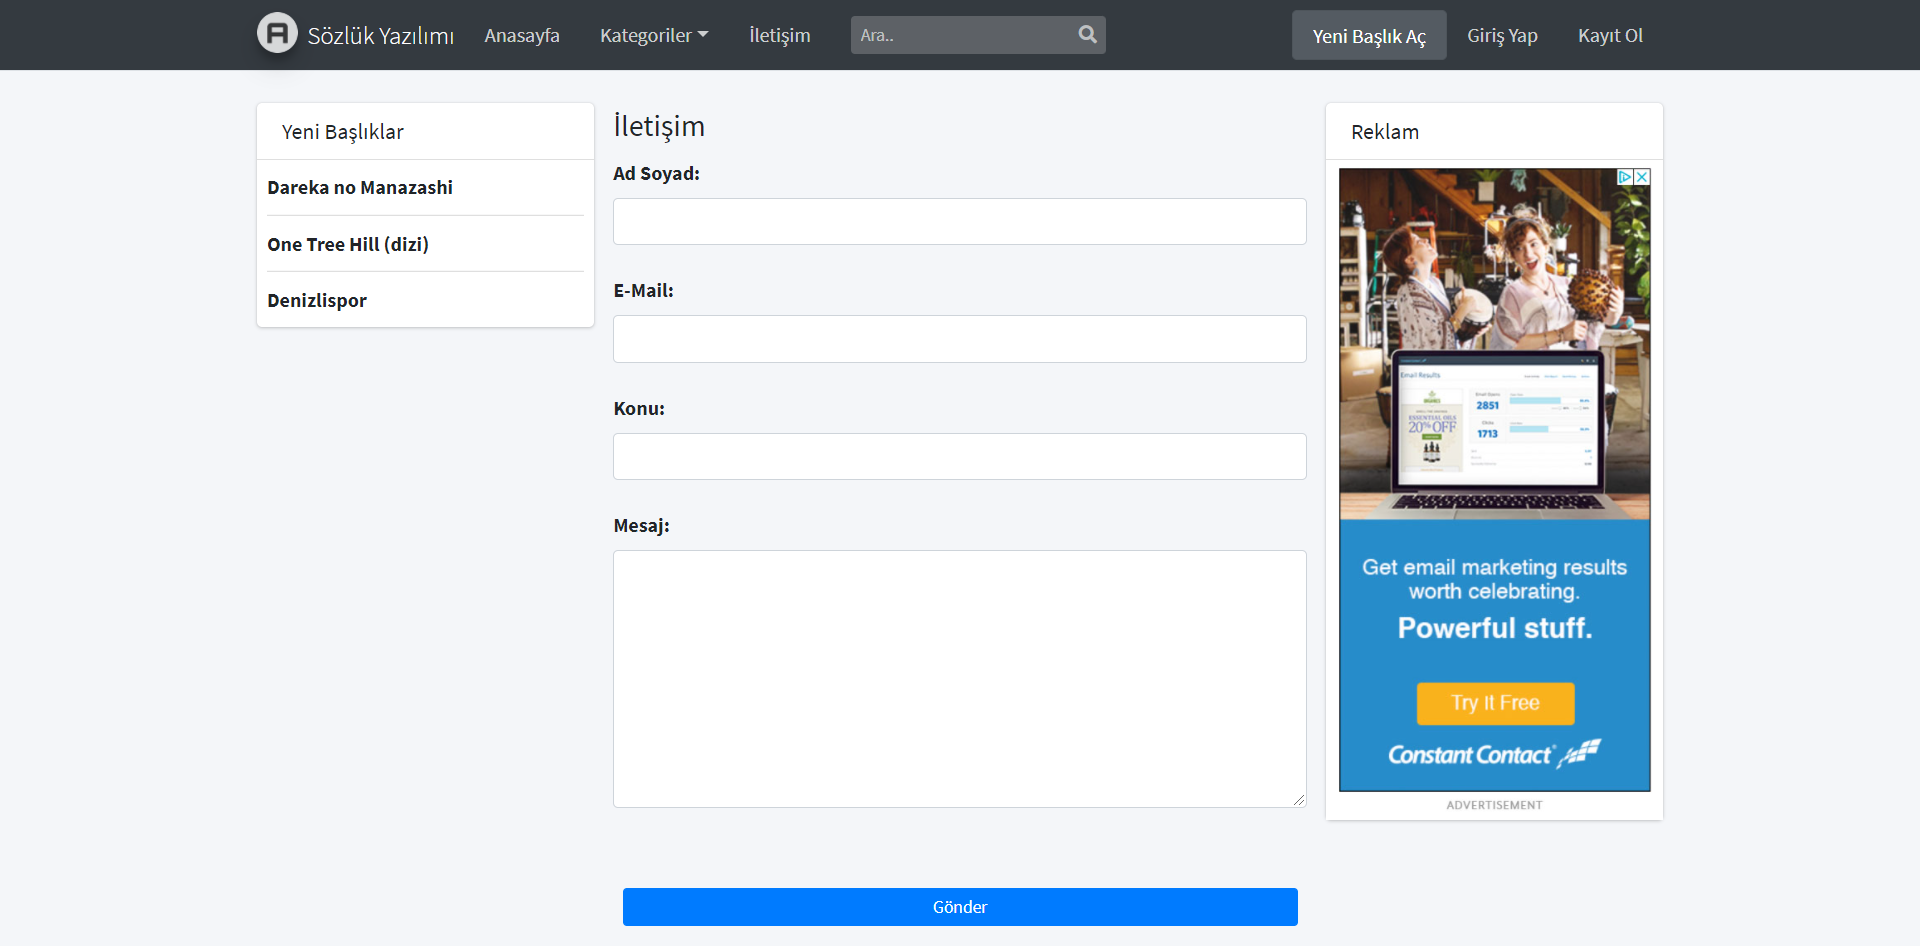 A Sözlük Yazılımı Anasayfa Kategoriler İletişim Ara.. Yeni Başlık Aç Giriş Yap Kayıt Ol
Yeni Başlıklar
Dareka no Manazashi
One Tree Hill (dizi)
Denizlispor
İletişim
Ad Soyad:
E-Mail:
Konu:
Mesaj:
Gönder
Reklam
Email Results
2851
1713
ESSENTIAL OILS
20% OFF
Get email marketing results
worth celebrating.
Powerful stuff.
Try It Free
Constant Contact
ADVERTISEMENT